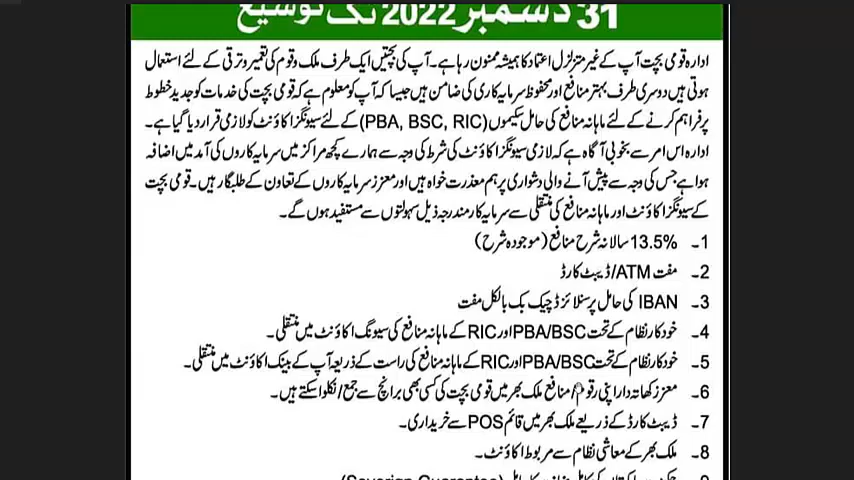 31 دسمبر 2022 تک توسیع
ادارہ قومی بچت آپ کے غیر متزلزل اعتماد کا ہمیشہ ممنون رہا ہے۔ آپ کی بچتیں ایک طرف ملک و قوم کی تعمیر و ترقی کے لئے استعمال
ہوتی ہیں دوسری طرف بہتر منافع اور محفوظ سرمایہ کاری کی ضامن ہیں جیسا کہ آپ کو معلوم ہے کہ قومی بچت کی خدمات کو جدید خطوط
پر فراہم کرنے کے لئے ماہانہ منافع کی حامل سکیموں (PBA, BSC, RIC) کے لئے سیونگز اکاؤنٹ کو لازمی قرار دیا گیا ہے۔
ادارہ اس امر سے بخوبی آگاہ ہے کہ لازمی سیونگز اکاؤنٹ کی شرط کی وجہ سے ہمارے کچھ مراکز میں سرمایہ کاروں کی آمد میں اضافہ
ہوا ہے جس کی وجہ سے پیش آنے والی دشواری پر ہم معذرت خواہ ہیں اور معزز سرمایہ کاروں کے تعاون کے طلبگار ہیں۔ قومی بچت
کے سیونگز اکاؤنٹ اور ماہانہ منافع کی منتقلی سے سرمایہ کار مندرجہ ذیل سہولتوں سے مستفید ہوں گے۔
1۔ 13.5% سالانہ شرح منافع (موجودہ شرح)
2۔ مفت ATM/ڈیبٹ کارڈ
3۔ IBAN کی حامل پرسنلائزڈ چیک بک بالکل مفت
4۔ خودکار نظام کے تحت PBA/BSC اور RIC کے ماہانہ منافع کی سیونگ اکاؤنٹ میں منتقلی۔
5۔ خودکار نظام کے تحت PBA/BSC اور RIC کے ماہانہ منافع کی راست کے ذریعہ آپ کے بینک اکاؤنٹ میں منتقلی۔
6۔ معزز کھاتہ دار اپنی رقوم/منافع ملک بھر میں قومی بچت کی کسی بھی برانچ سے جمع/نکلوا سکتے ہیں۔
7۔ ڈیبٹ کارڈ کے ذریعے ملک بھر میں قائم POS سے خریداری۔
8۔ ملک بھر کے معاشی نظام سے مربوط اکاؤنٹ۔
(Soverign Guarantee)